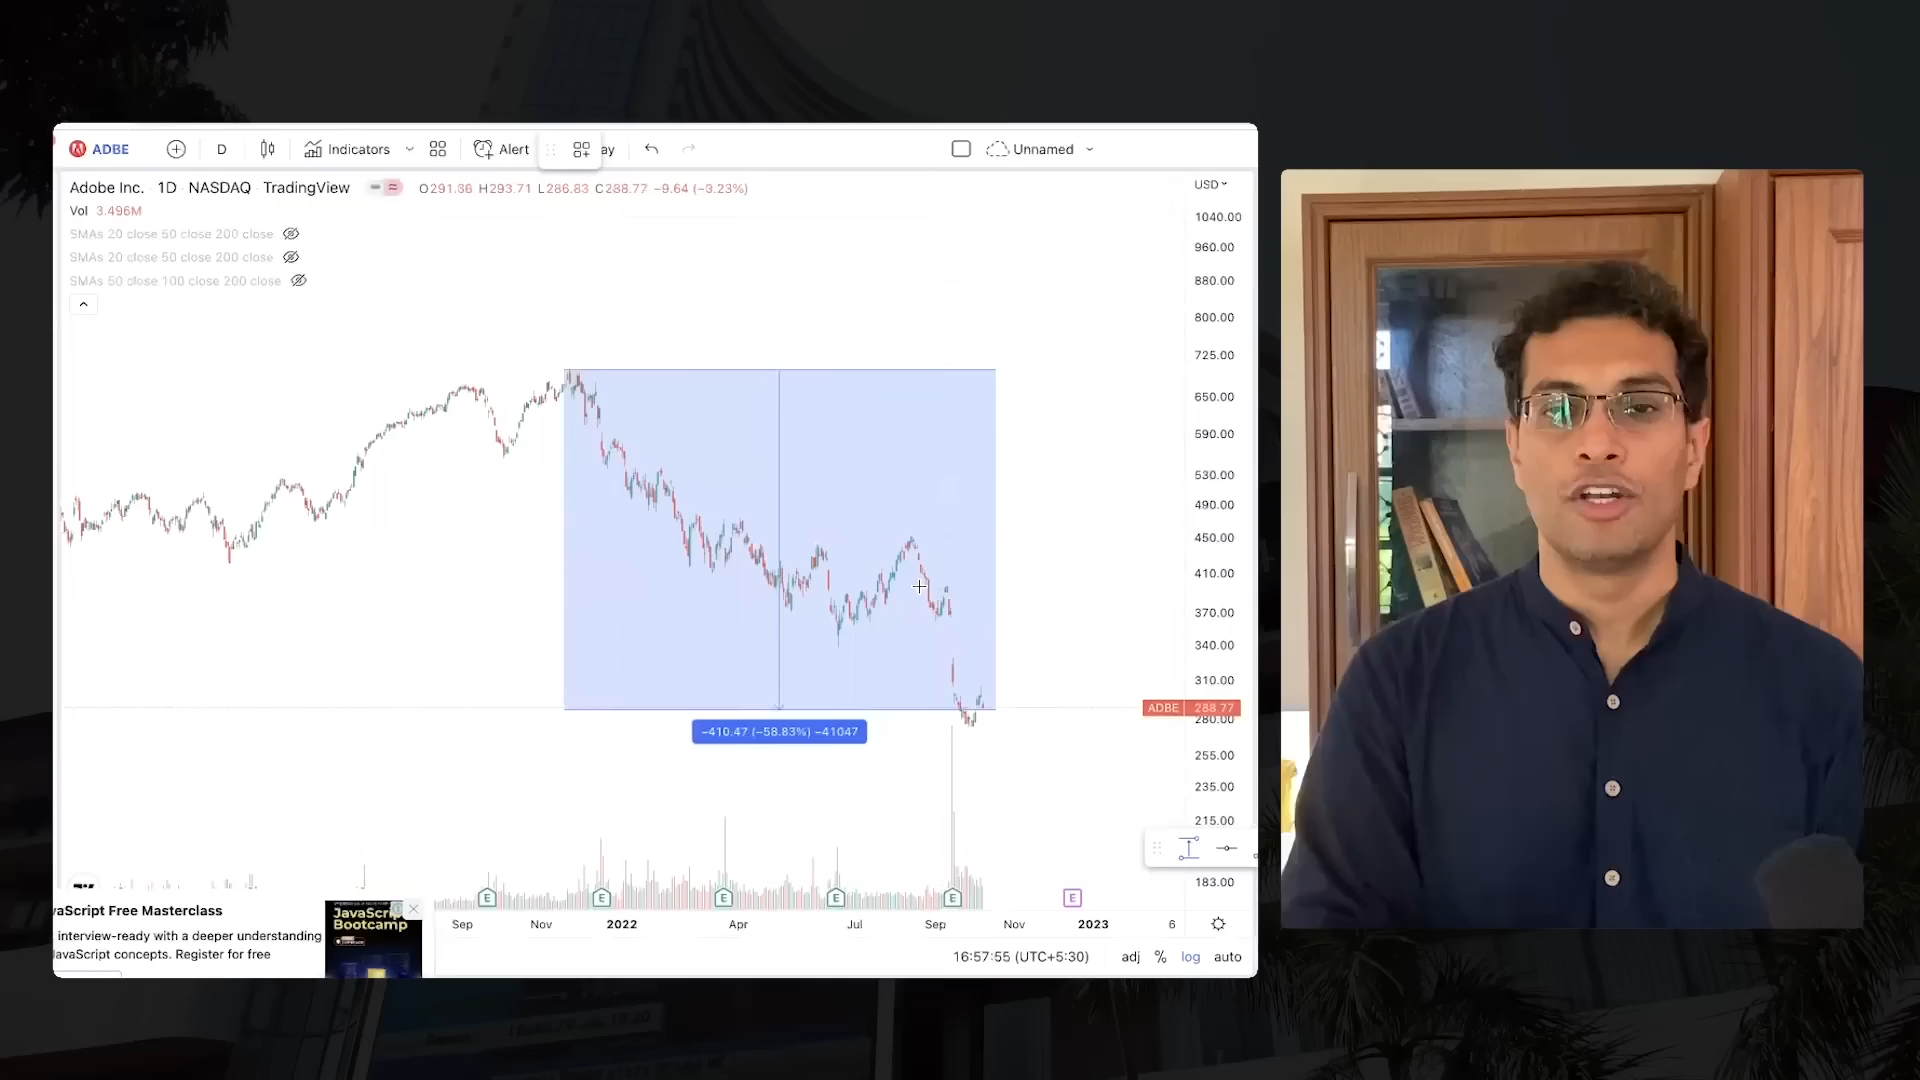 ADBE D Indicators Alert ay Unnamed
Adobe Inc. 1D NASDAQ TradingView O291.86 H293.71 L286.83 C288.77 −9.64 (−3.23%)
Vol 3.496M
SMAs 20 close 50 close 200 close
SMAs 20 close 50 close 200 close
SMAs 50 close 100 close 200 close
USD
1040.00
960.00
880.00
800.00
725.00
650.00
590.00
530.00
490.00
450.00
410.00
370.00
340.00
310.00
ADBE 288.77
280.00
255.00
235.00
215.00
183.00
−410.47 (−58.83%) −41047
E E E E E E
Sep Nov 2022 Apr Jul Sep Nov 2023 6
vaScript Free Masterclass
interview-ready with a deeper understanding
JavaScript concepts. Register for free
JavaScrip
Bootcamp
16:57:55 (UTC+5:30) adj % log auto